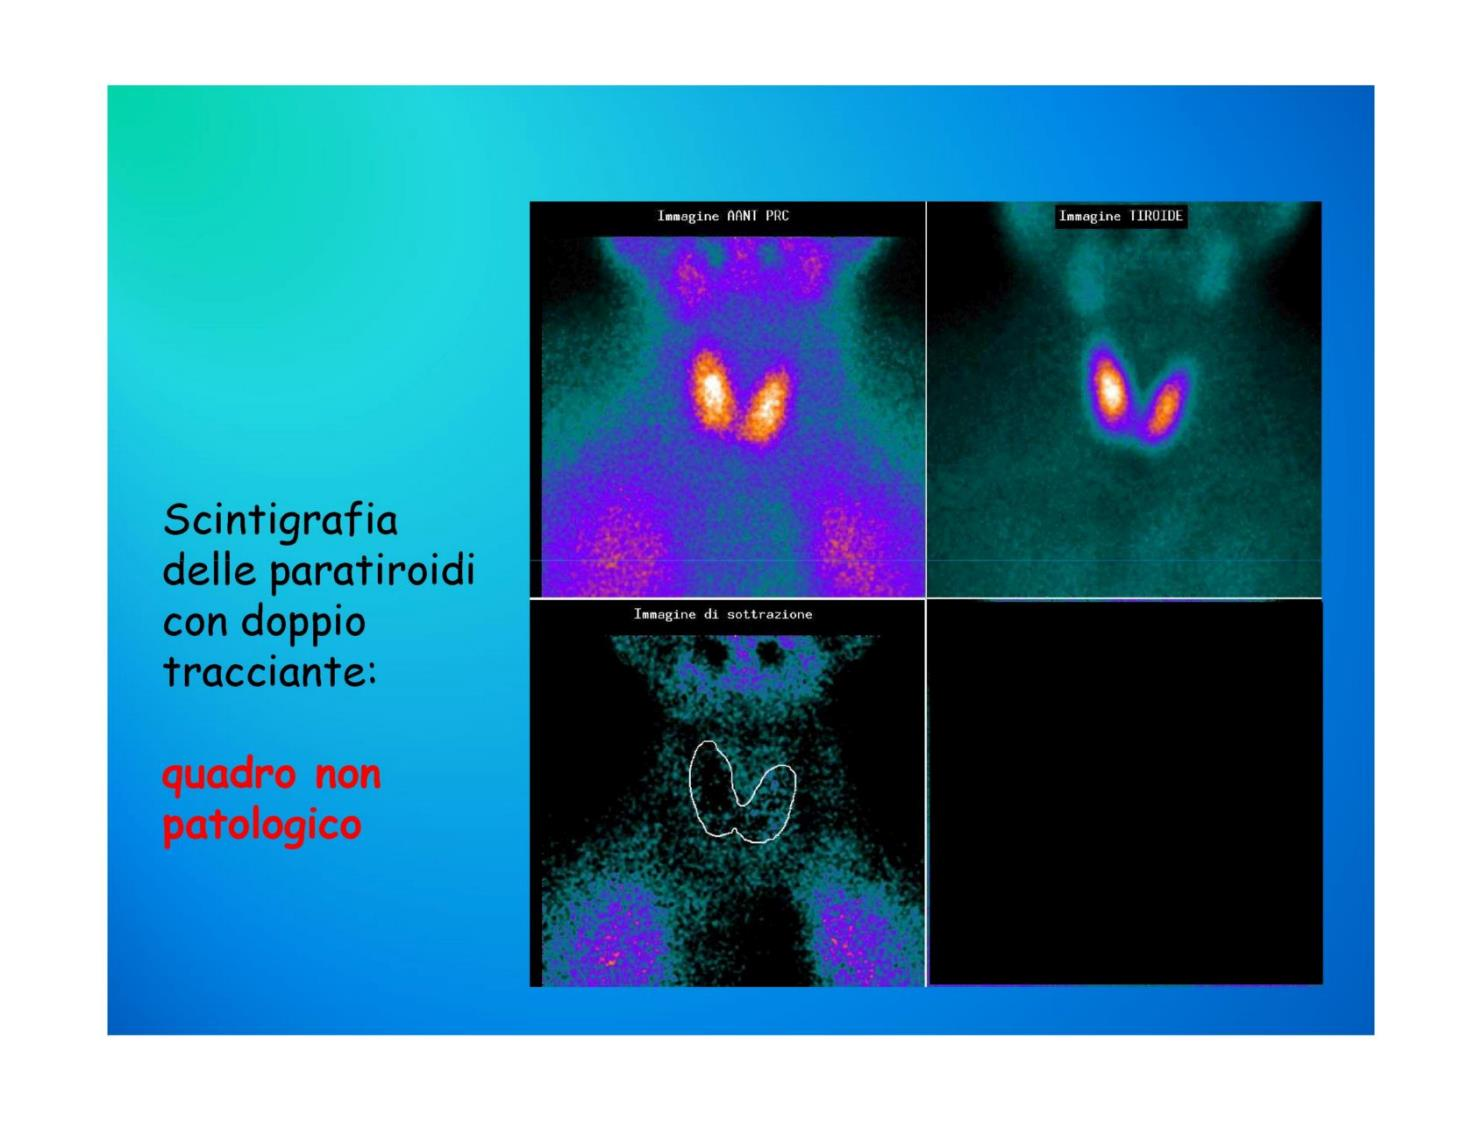 Immagine AANT PRC
Immagine TIROIDE
Scintigrafia
delle paratiroidi
con doppio
tracciante:
quadro non
patologico
Immagine di sottrazione